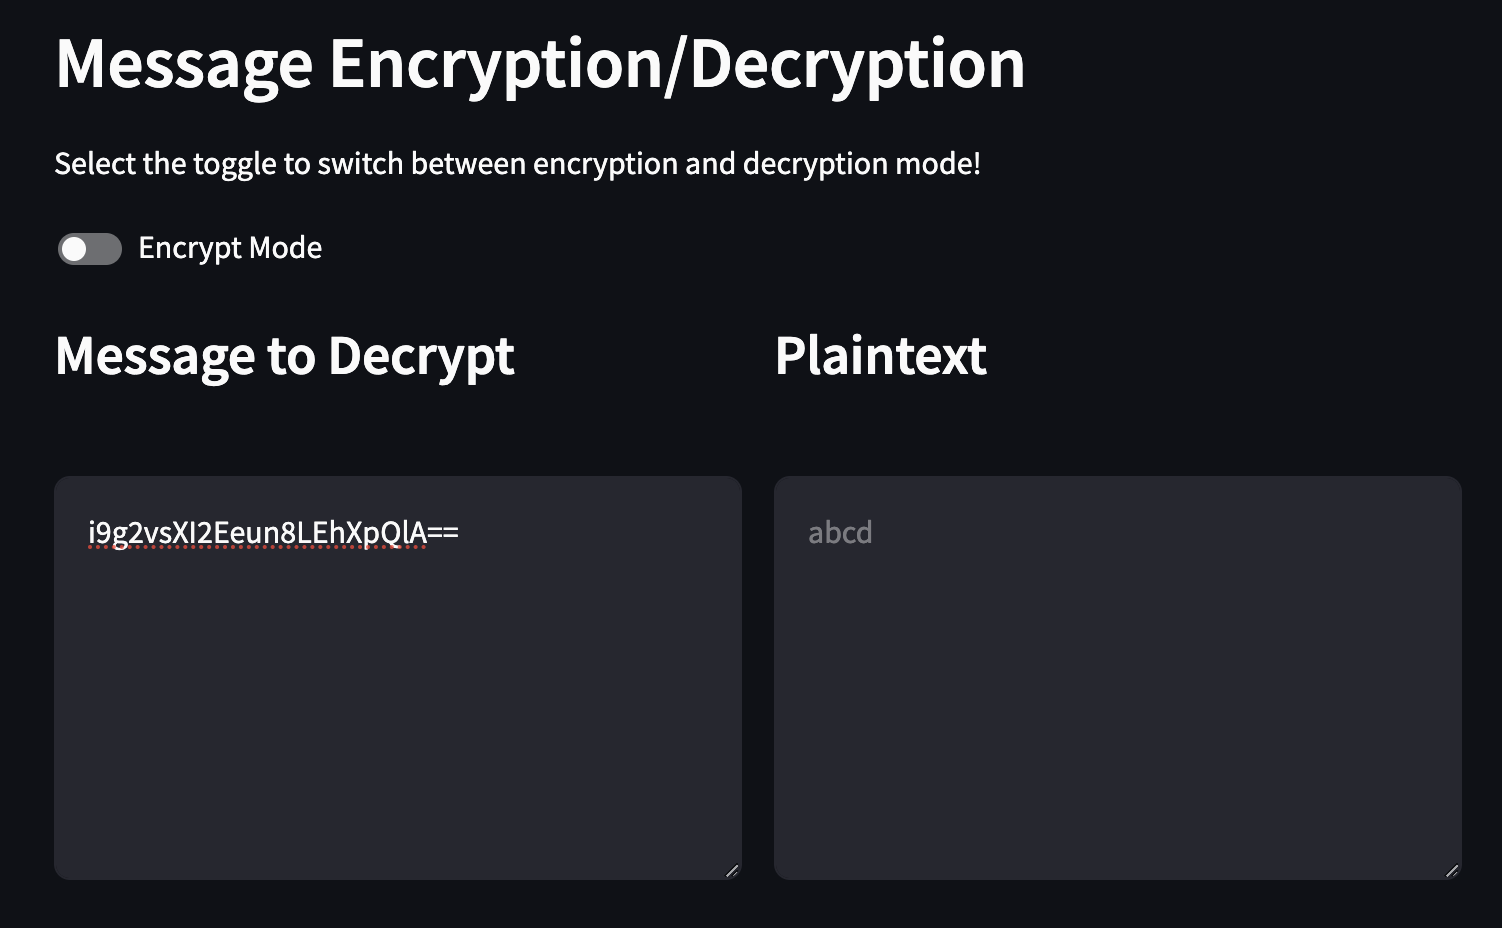 Message Encryption/Decryption
Select the toggle to switch between encryption and decryption mode!
Encrypt Mode
Message to Decrypt
Plaintext
i9g2vsXI2Eeun8LEhXpQlA==
abcd